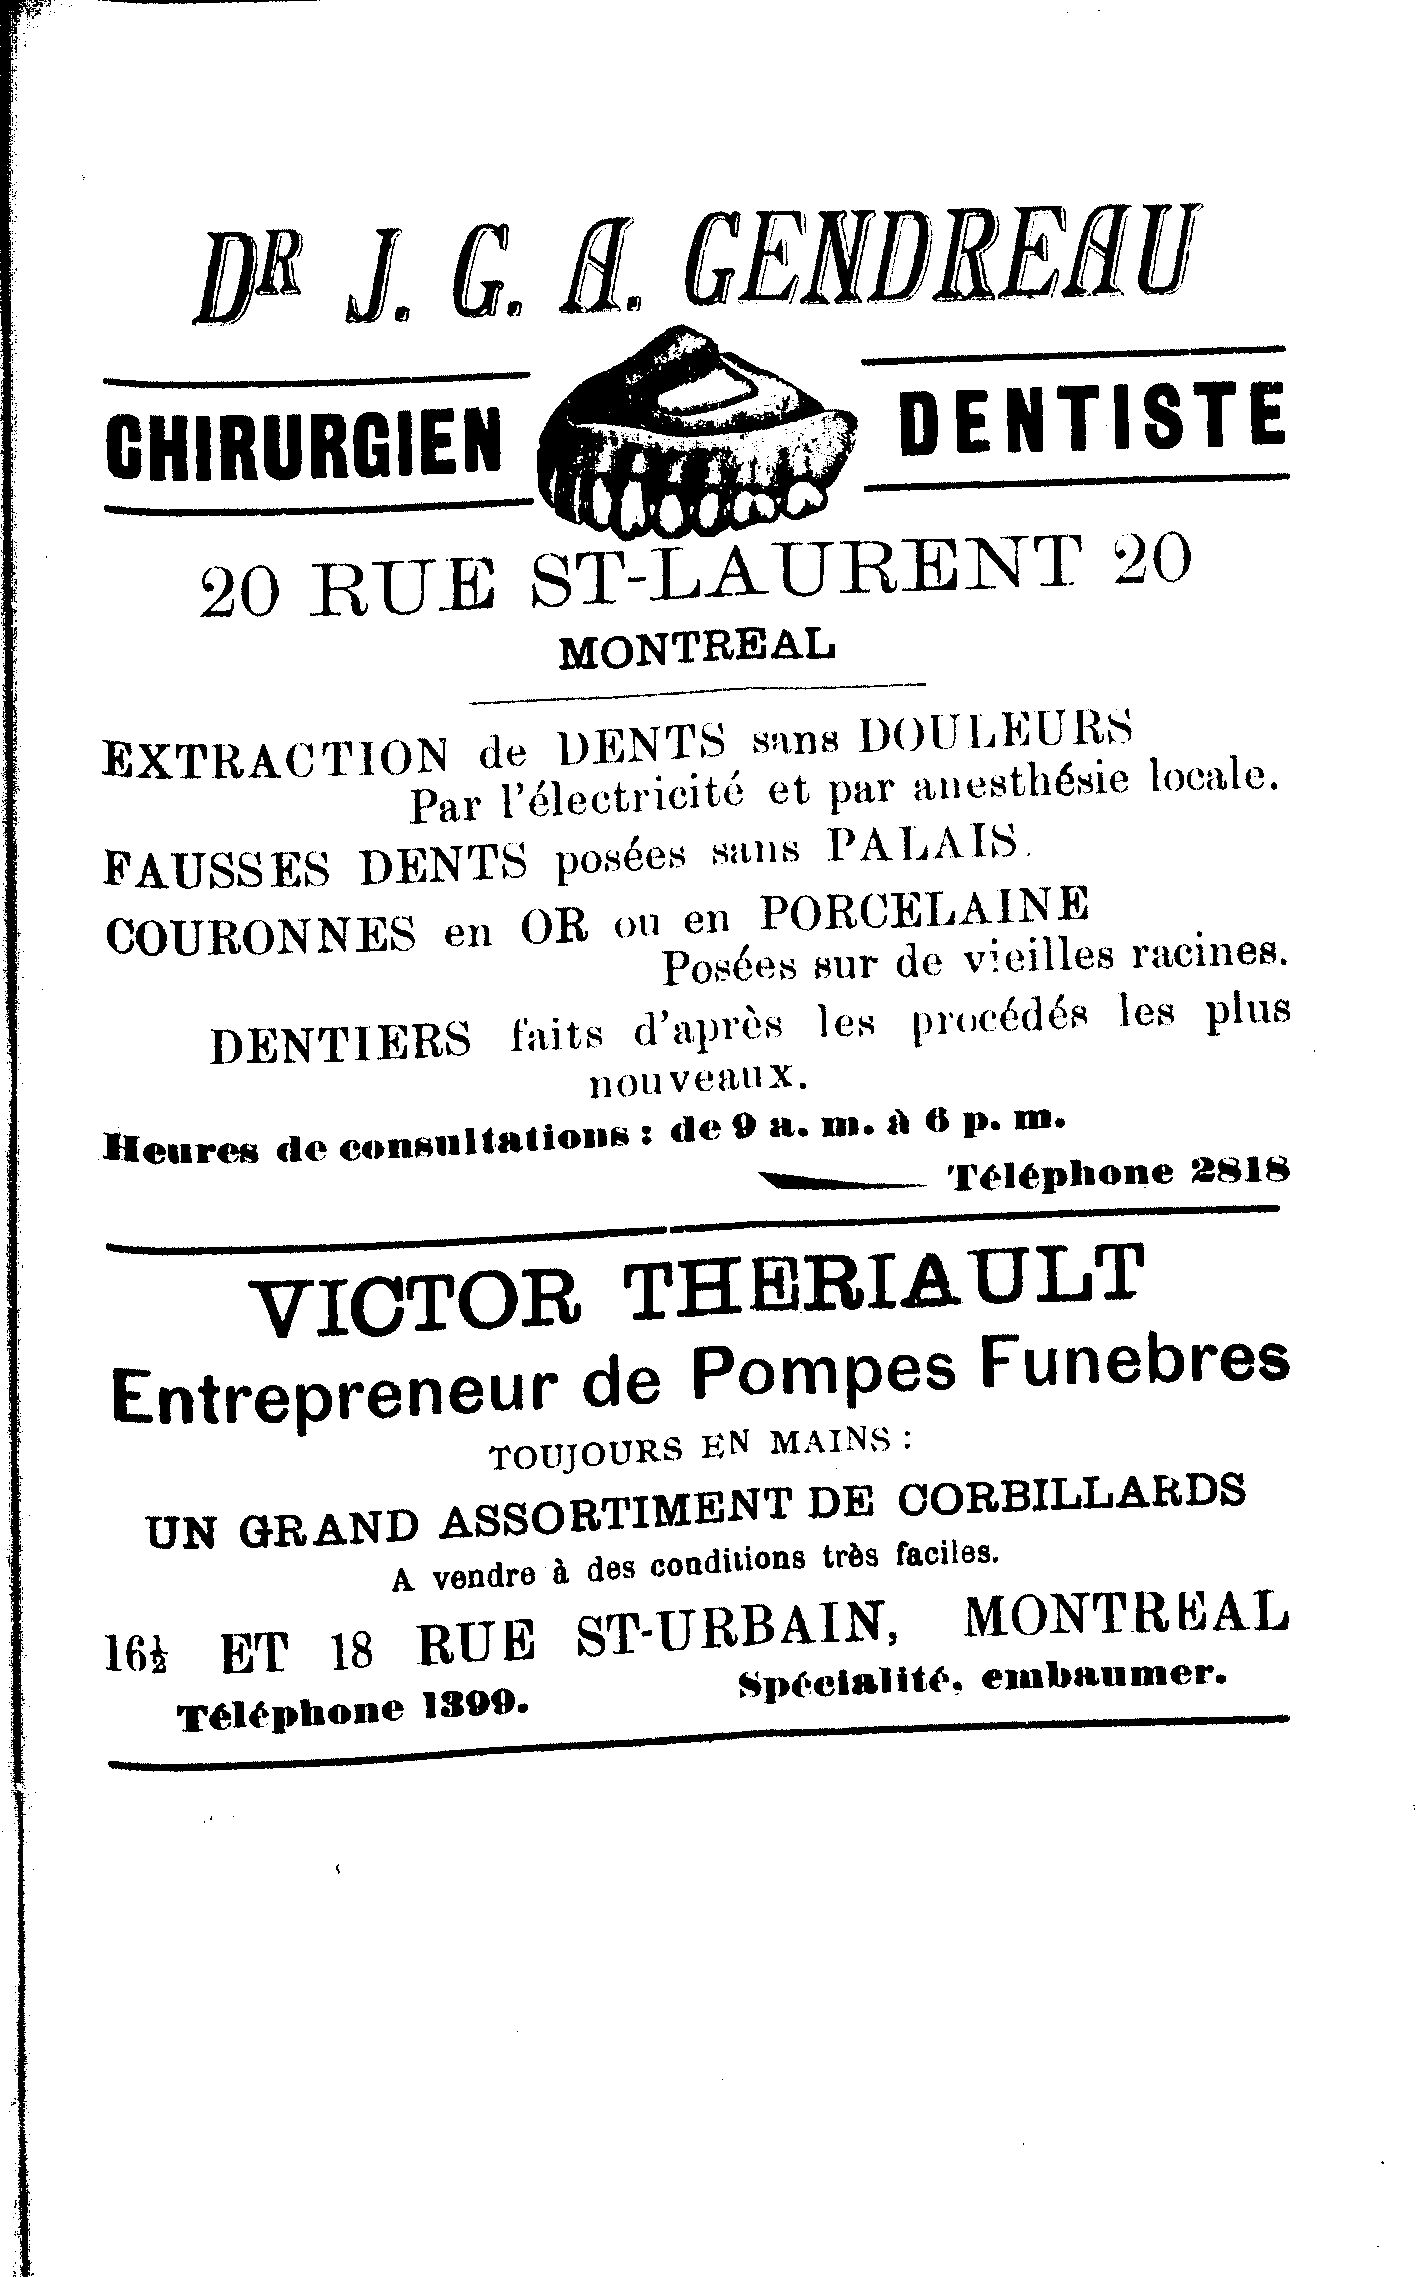 DR J. G. A. GENDREAU
CHIRURGIEN DENTISTE
20 RUE ST-LAURENT 20
MONTREAL
EXTRACTION de DENTS sans DOULEURS
Par l'électricité et par anesthésie locale.
FAUSSES DENTS posées sans PALAIS.
COURONNES en OR ou en PORCELAINE
Posées sur de vieilles racines.
DENTIERS faits d'après les procédés les plus
nouveaux.
Heures de consultations : de 9 a. m. à 6 p. m.
Téléphone 2818
VICTOR THERIAULT
Entrepreneur de Pompes Funebres
TOUJOURS EN MAINS :
UN GRAND ASSORTIMENT DE CORBILLARDS
A vendre à des conditions très faciles.
16½ ET 18 RUE ST-URBAIN, MONTREAL
Téléphone 1399. Spécialité, embaumer.